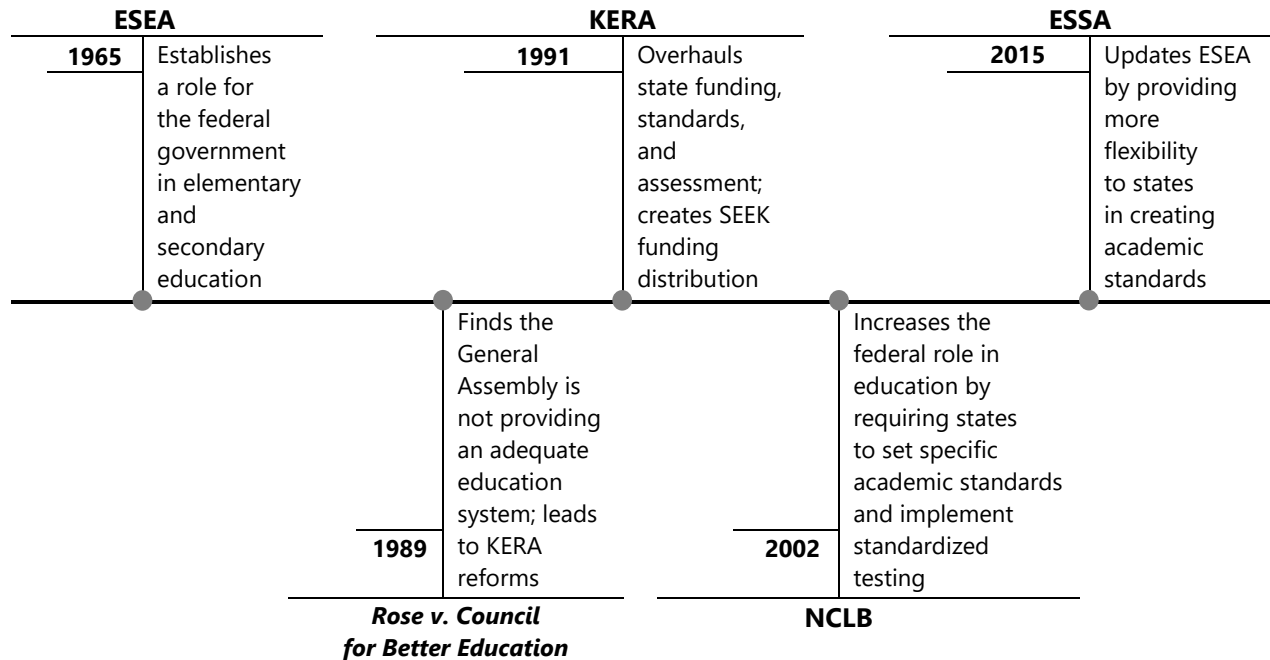 ESEA
1965
Establishes
a role for
the federal
government
in elementary
and
secondary
education
KERA
1991
Overhauls
state funding,
standards,
and
assessment;
creates SEEK
funding
distribution
ESSA
2015
Updates ESEA
by providing
more
flexibility
to states
in creating
academic
standards
Finds the
General
Assembly is
not providing
an adequate
education
system; leads
to KERA
reforms
1989
Rose v. Council
for Better Education
Increases the
federal role in
education by
requiring states
to set specific
academic standards
and implement
standardized
testing
2002
NCLB